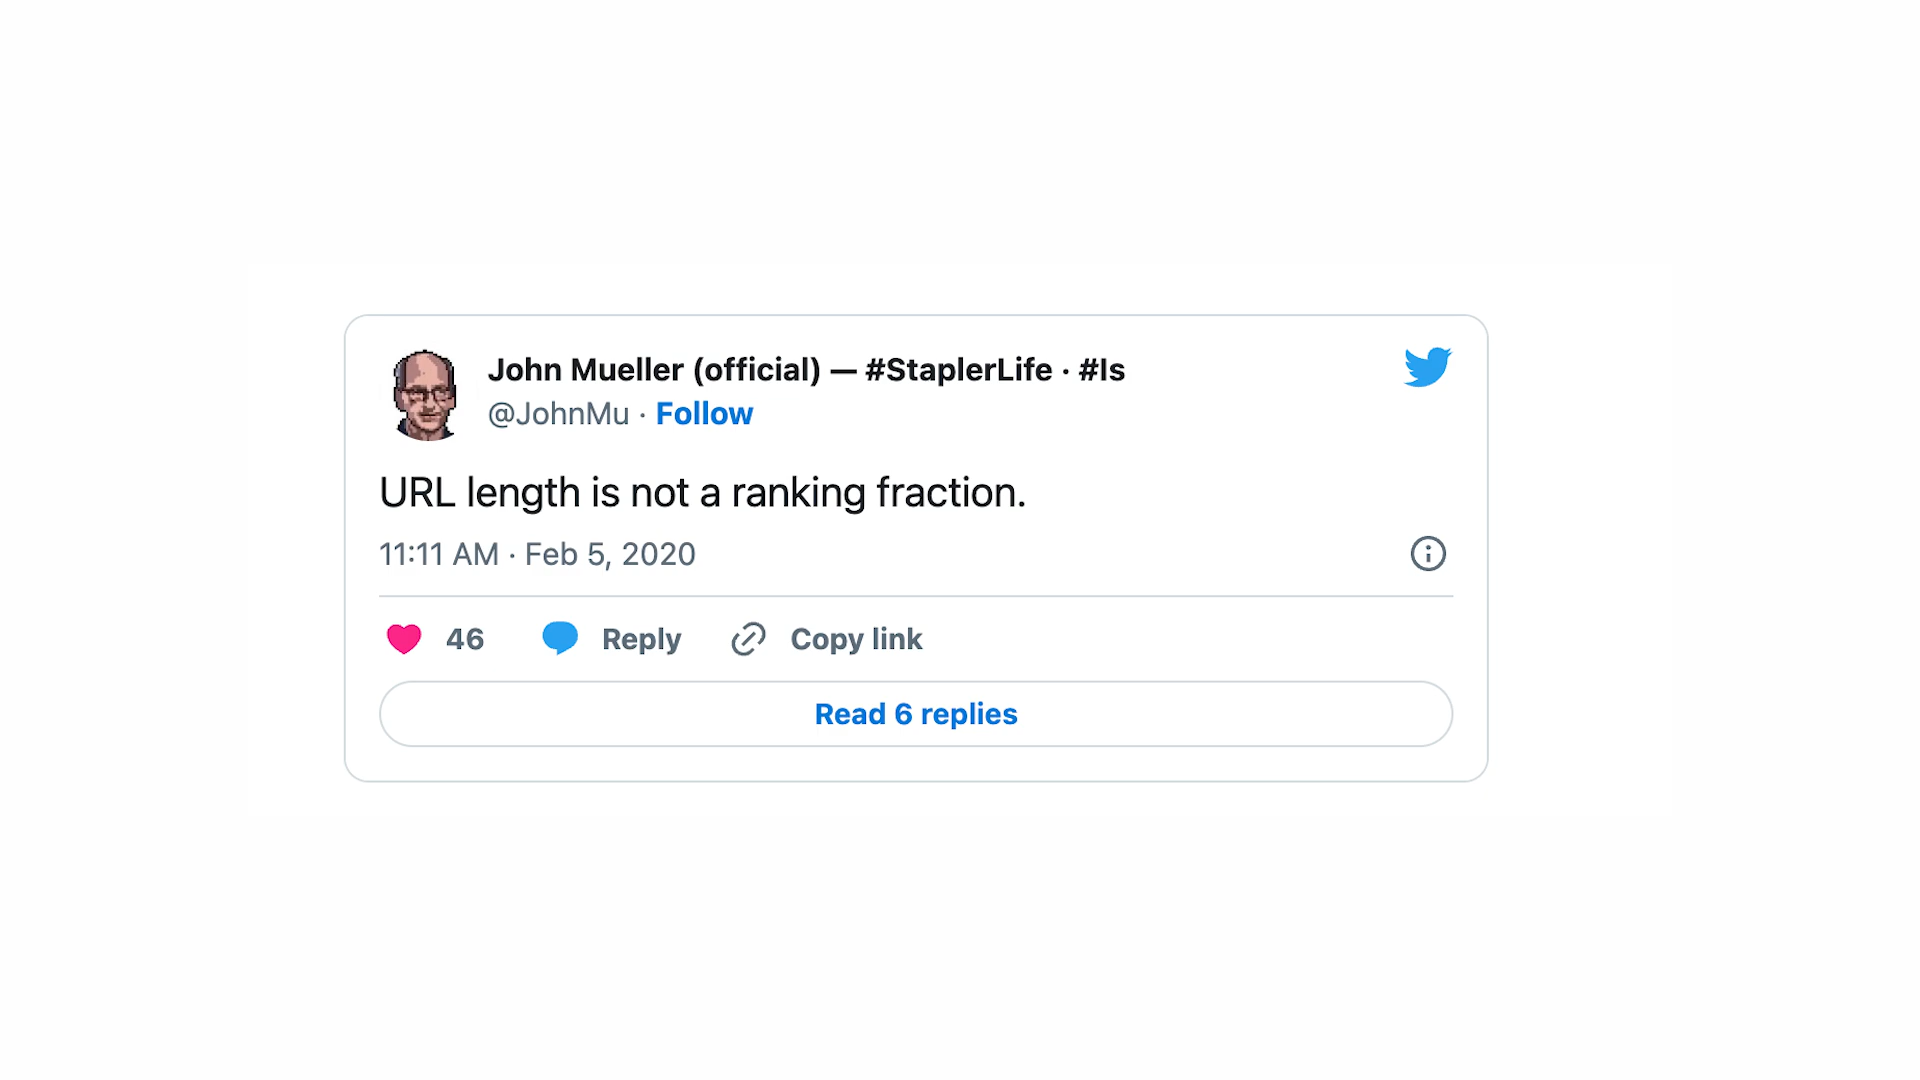 John Mueller (official) — #StaplerLife · #Is
@JohnMu · Follow
URL length is not a ranking fraction.
11:11 AM · Feb 5, 2020
46 Reply Copy link
Read 6 replies